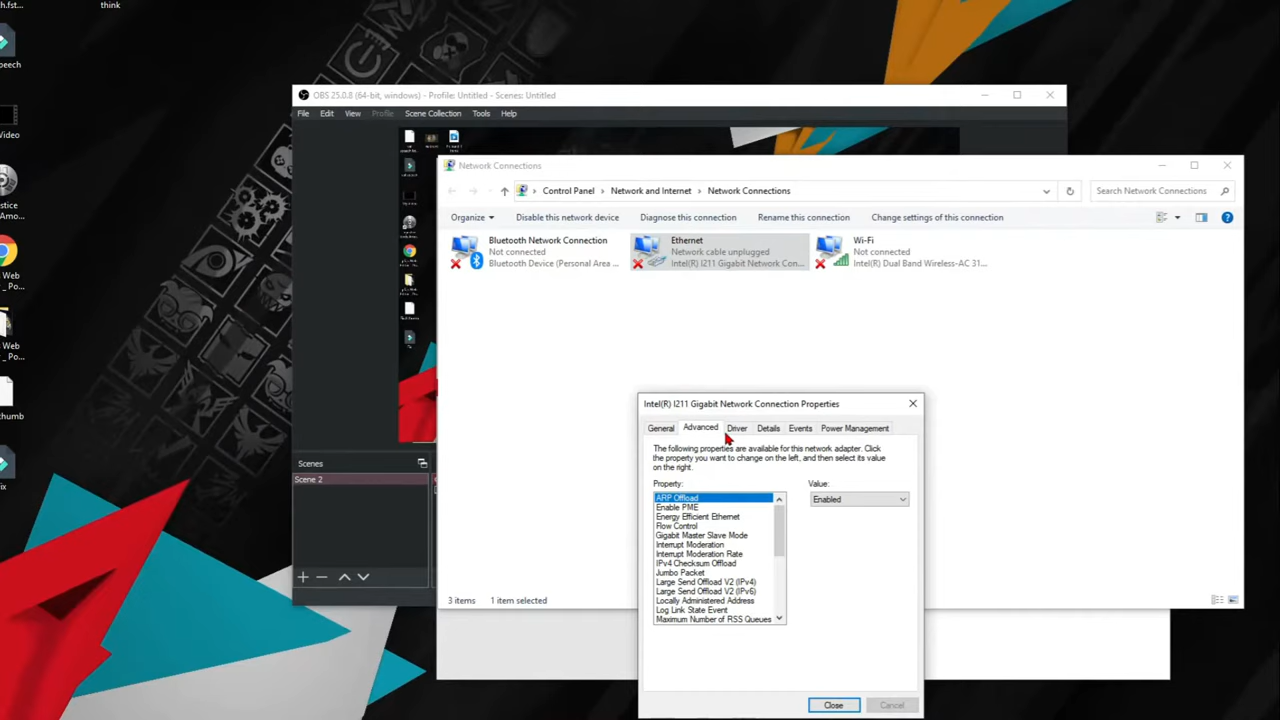 h.fst...
think
peech
OBS 25.0.8 (64-bit, windows) - Profile: Untitled - Scenes: Untitled
File Edit View Profile Scene Collection Tools Help
Video
Network Connections
Control Panel Network and Internet Network Connections
Search Network Connections
stice
Amo...
Organize Disable this network device Diagnose this connection Rename this connection Change settings of this connection
Bluetooth Network Connection
Not connected
Bluetooth Device (Personal Area ...
Ethernet
Network cable unplugged
Intel(R) I211 Gigabit Network Con...
Wi-Fi
Not connected
Intel(R) Dual Band Wireless-AC 31...
Web
_ Po...
Web
_ Po...
thumb
ix
Scenes
Scene 2
3 items 1 item selected
Intel(R) I211 Gigabit Network Connection Properties
General Advanced Driver Details Events Power Management
The following properties are available for this network adapter. Click
the property you want to change on the left, and then select its value
on the right.
Property:
Value:
ARP Offload
Enabled
Enable PME
Energy Efficient Ethernet
Flow Control
Gigabit Master Slave Mode
Interrupt Moderation
Interrupt Moderation Rate
IPv4 Checksum Offload
Jumbo Packet
Large Send Offload V2 (IPv4)
Large Send Offload V2 (IPv6)
Locally Administered Address
Log Link State Event
Maximum Number of RSS Queues
Close Cancel